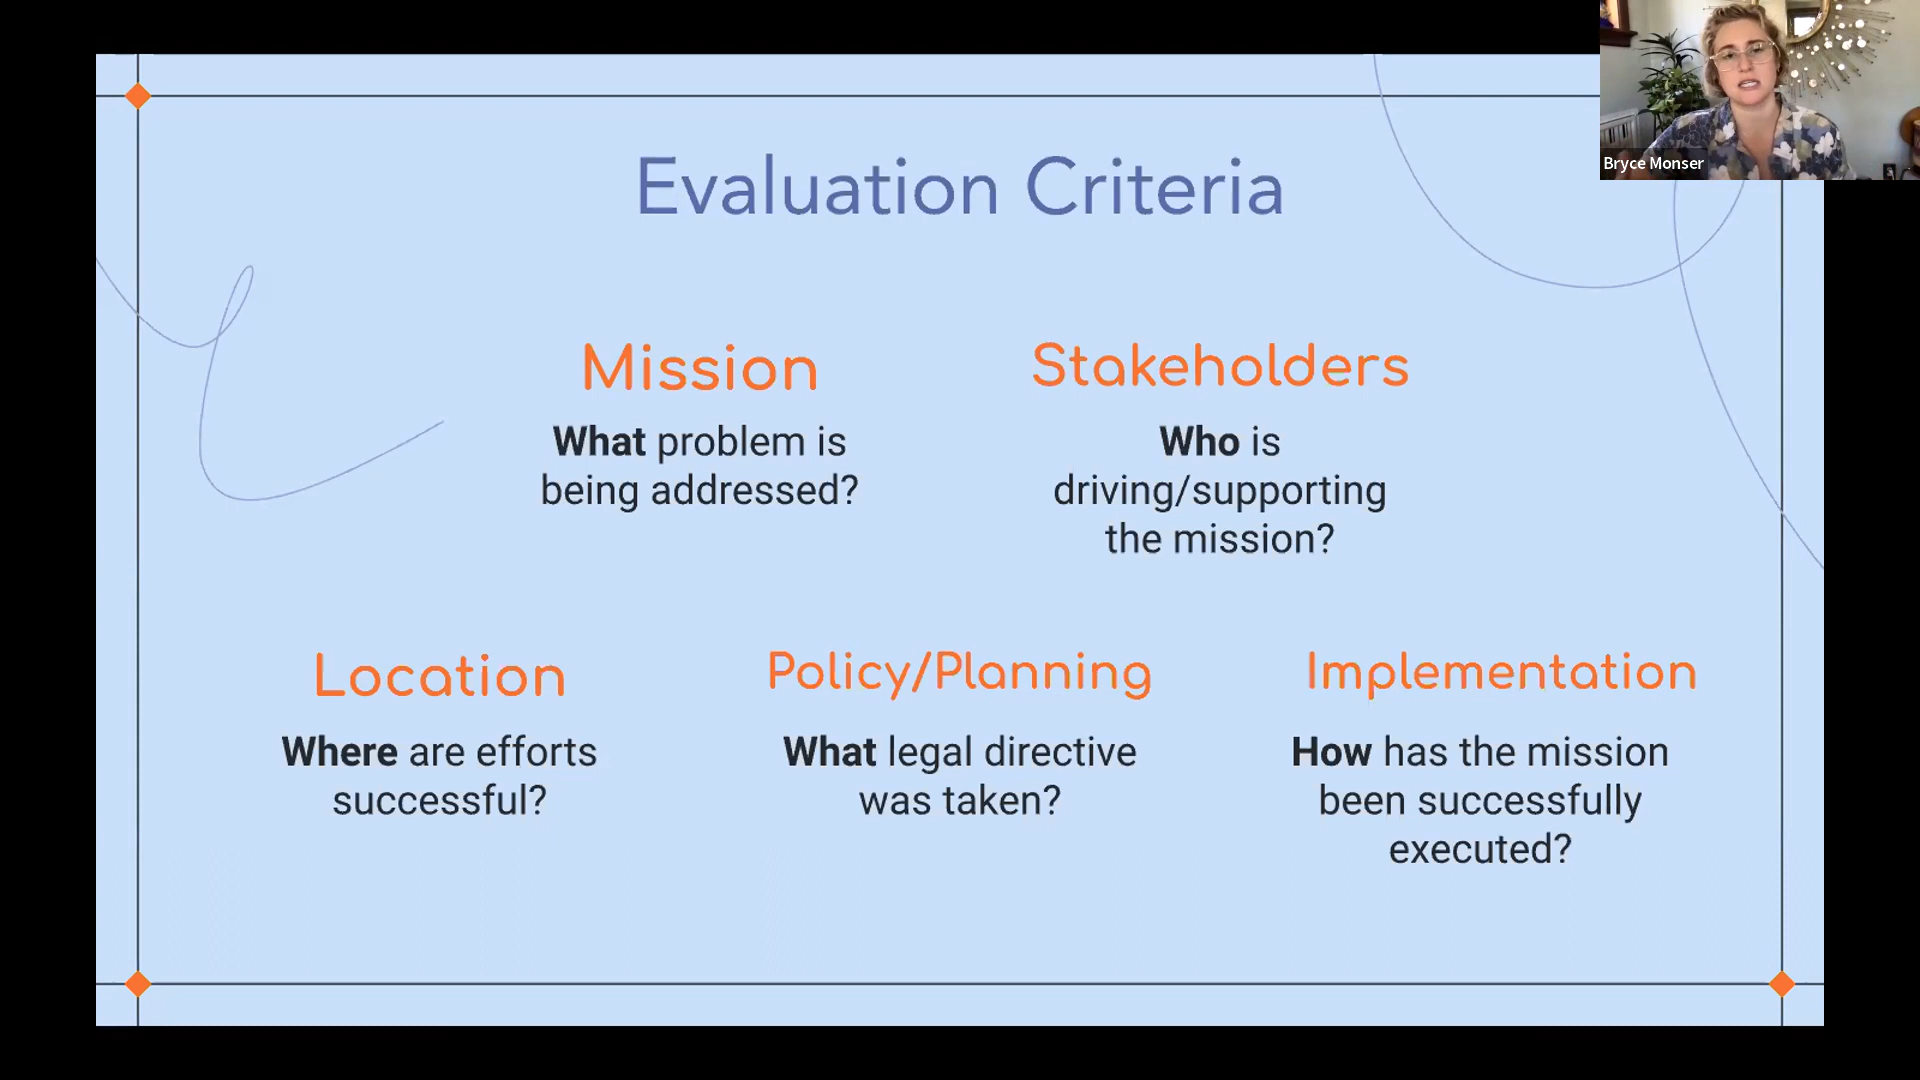 Bryce Monser
Evaluation Criteria
Mission
What problem is
being addressed?
Stakeholders
Who is
driving/supporting
the mission?
Location
Where are efforts
successful?
Policy/Planning
What legal directive
was taken?
Implementation
How has the mission
been successfully
executed?